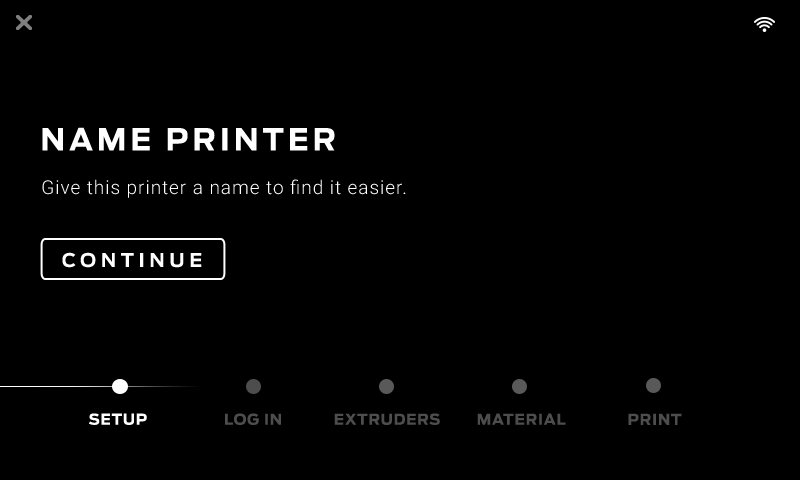 NAME PRINTER
Give this printer a name to find it easier.
CONTINUE
SETUP LOG IN EXTRUDERS MATERIAL PRINT